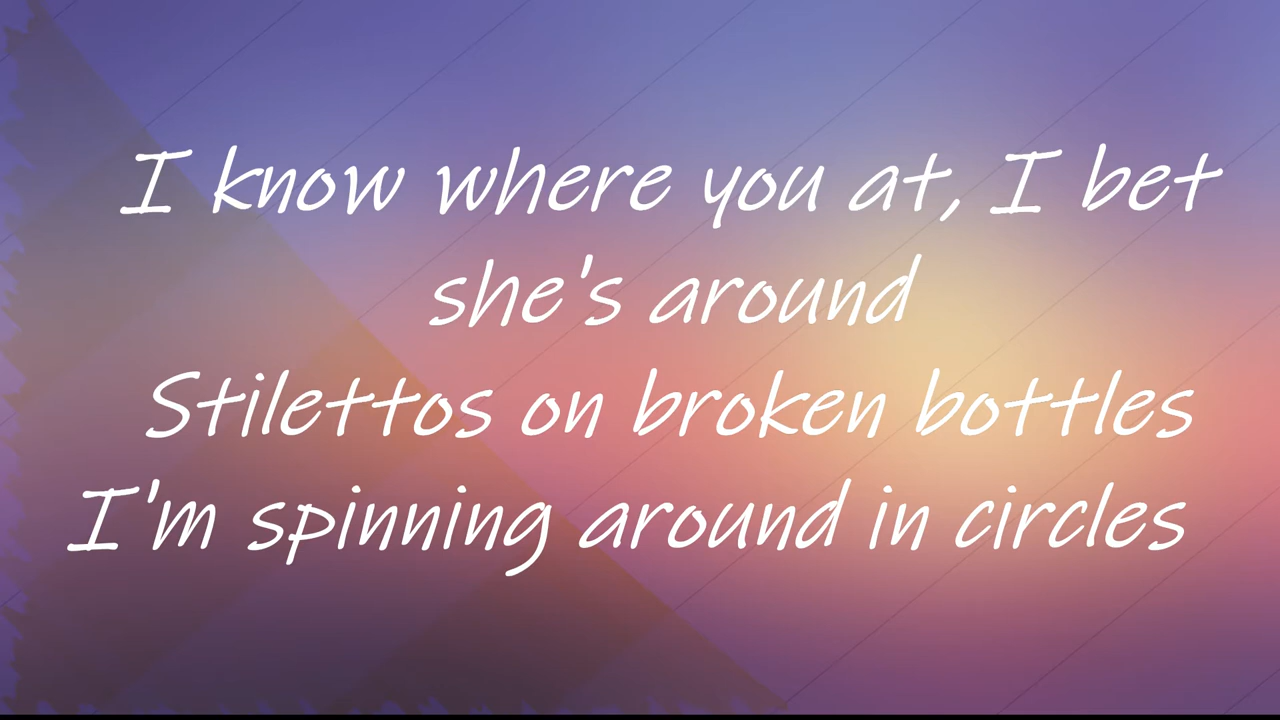 I know where you at, I bet
she's around
Stilettos on broken bottles
I'm spinning around in circles